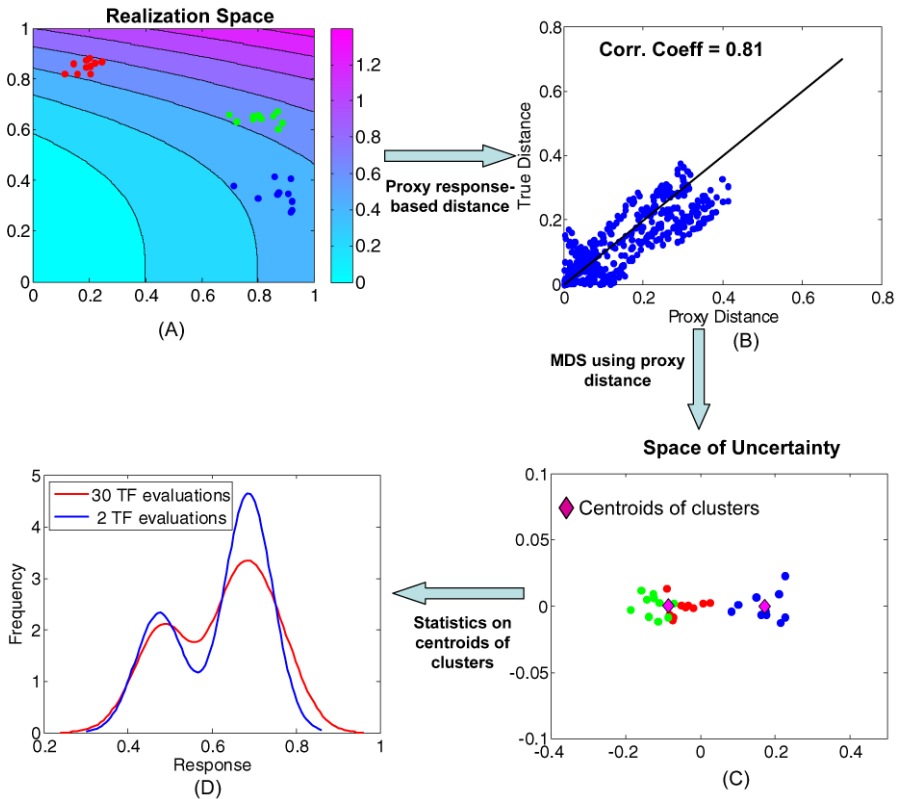 Realization Space
1
0.8
0.6
0.4
0.2
0
0 0.2 0.4 0.6 0.8 1
1.2
1
0.8
0.6
0.4
0.2
0
(A)
Proxy response-
based distance
Corr. Coeff = 0.81
True Distance
0.8
0.6
0.4
0.2
0
0 0.2 0.4 0.6 0.8
Proxy Distance
(B)
MDS using proxy
distance
Space of Uncertainty
Centroids of clusters
0.1
0.05
0
-0.05
-0.1
-0.4 -0.2 0 0.2 0.4
(C)
Statistics on
centroids of
clusters
30 TF evaluations
2 TF evaluations
Frequency
5
4
3
2
1
0
0.2 0.4 0.6 0.8 1
Response
(D)